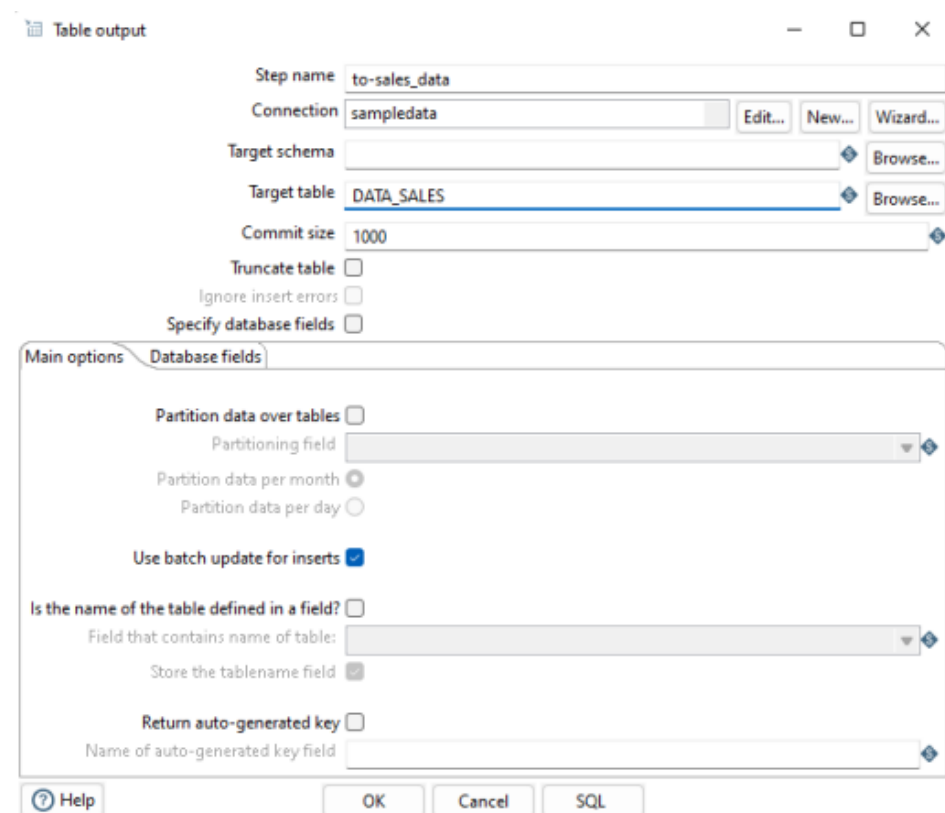 Table output
Step name to-sales_data
Connection sampledata Edit... New... Wizard...
Target schema Browse...
Target table DATA_SALES Browse...
Commit size 1000
Truncate table
Ignore insert errors
Specify database fields
Main options Database fields
Partition data over tables
Partitioning field
Partition data per month
Partition data per day
Use batch update for inserts
Is the name of the table defined in a field?
Field that contains name of table:
Store the tablename field
Return auto-generated key
Name of auto-generated key field
Help OK Cancel SQL